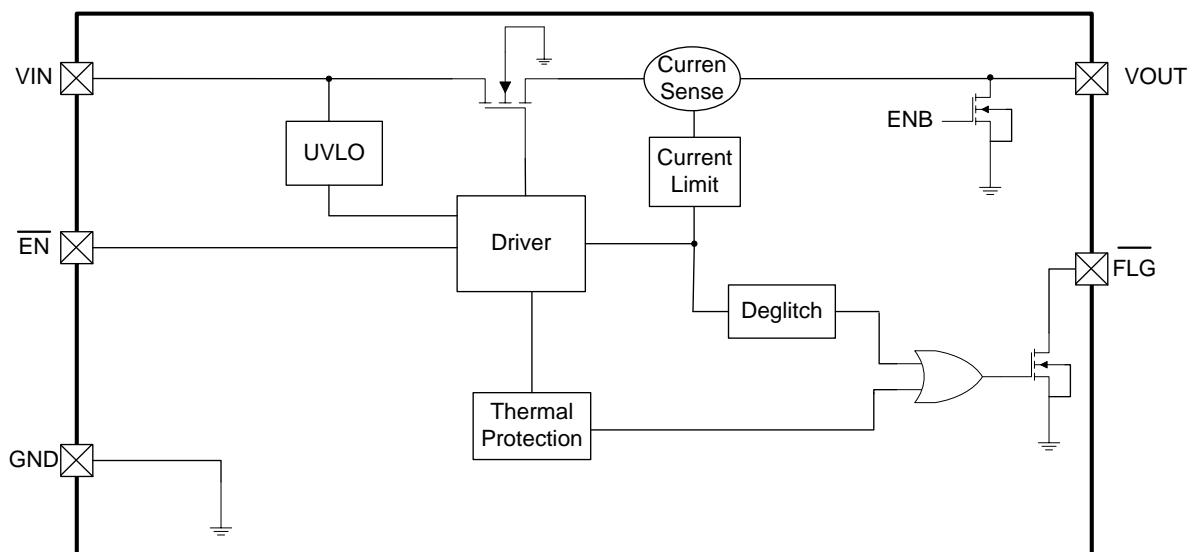 VIN
Curren
Sense
VOUT
ENB
UVLO
Current
Limit
EN
Driver
FLG
Deglitch
Thermal
Protection
GND